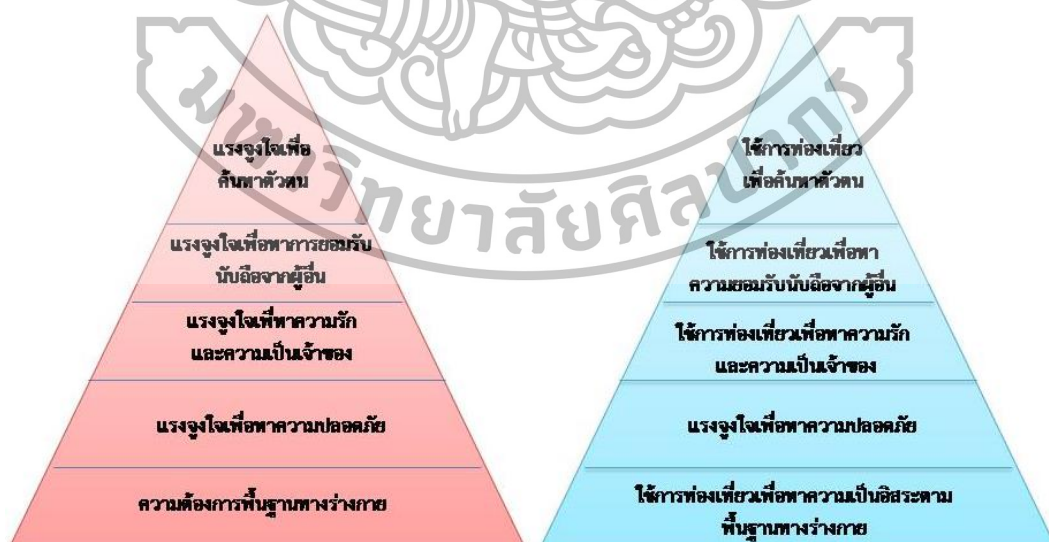 แรงจูงใจเพื่อ
ค้นหาตัวตน
แรงจูงใจเพื่อหาการยอมรับ
นับถือจากผู้อื่น
แรงจูงใจเพื่หาความรัก
และความเป็นเจ้าของ
แรงจูงใจเพื่อหาความปลอดภัย
ความต้องการพื้นฐานทางร่างกาย
ใช้การท่องเที่ยว
เพื่อค้นหาตัวตน
ใช้การท่องเที่ยวเพื่อหา
ความยอมรับนับถือจากผู้อื่น
ใช้การท่องเที่ยวเพื่อหาความรัก
และความเป็นเจ้าของ
แรงจูงใจเพื่อหาความปลอดภัย
ใช้การท่องเที่ยวเพื่อหาความเป็นอิสระตาม
พื้นฐานทางร่างกาย
มหาวิทยาลัยศิลปากร